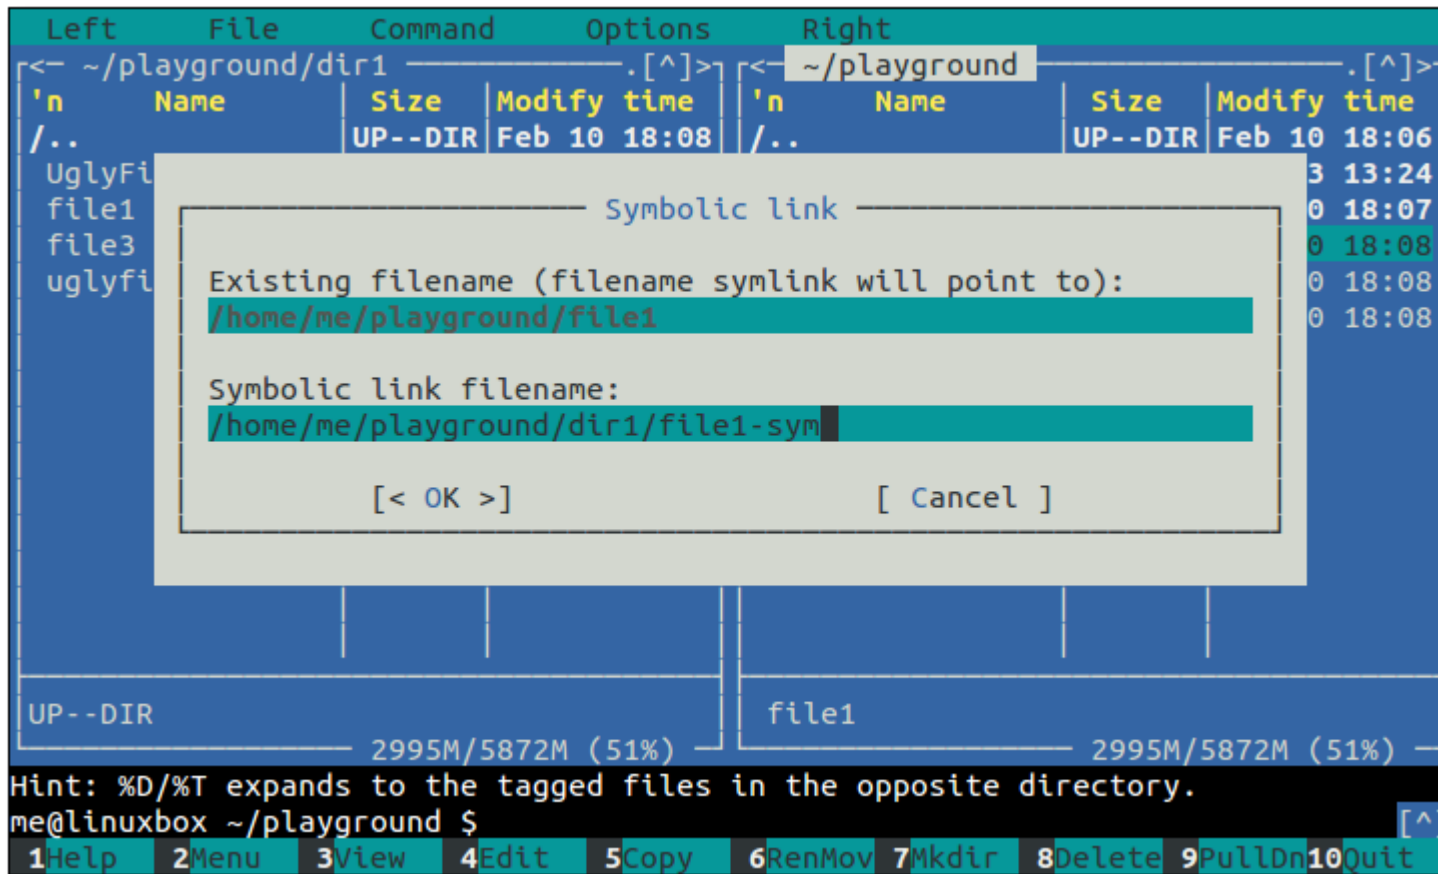 Left File Command Options Right
<─ ~/playground/dir1 ─.[^]> <─ ~/playground ─.[^]>
'n Name Size Modify time 'n Name Size Modify time
/.. UP--DIR Feb 10 18:08 /.. UP--DIR Feb 10 18:06
UglyFi 3 13:24
file1 Symbolic link 0 18:07
file3 0 18:08
uglyfi Existing filename (filename symlink will point to): 0 18:08
/home/me/playground/file1 0 18:08
Symbolic link filename:
/home/me/playground/dir1/file1-sym
[< OK >] [ Cancel ]
UP--DIR file1
2995M/5872M (51%) 2995M/5872M (51%)
Hint: %D/%T expands to the tagged files in the opposite directory.
me@linuxbox ~/playground $ [^]
1Help 2Menu 3View 4Edit 5Copy 6RenMov 7Mkdir 8Delete 9PullDn 10Quit